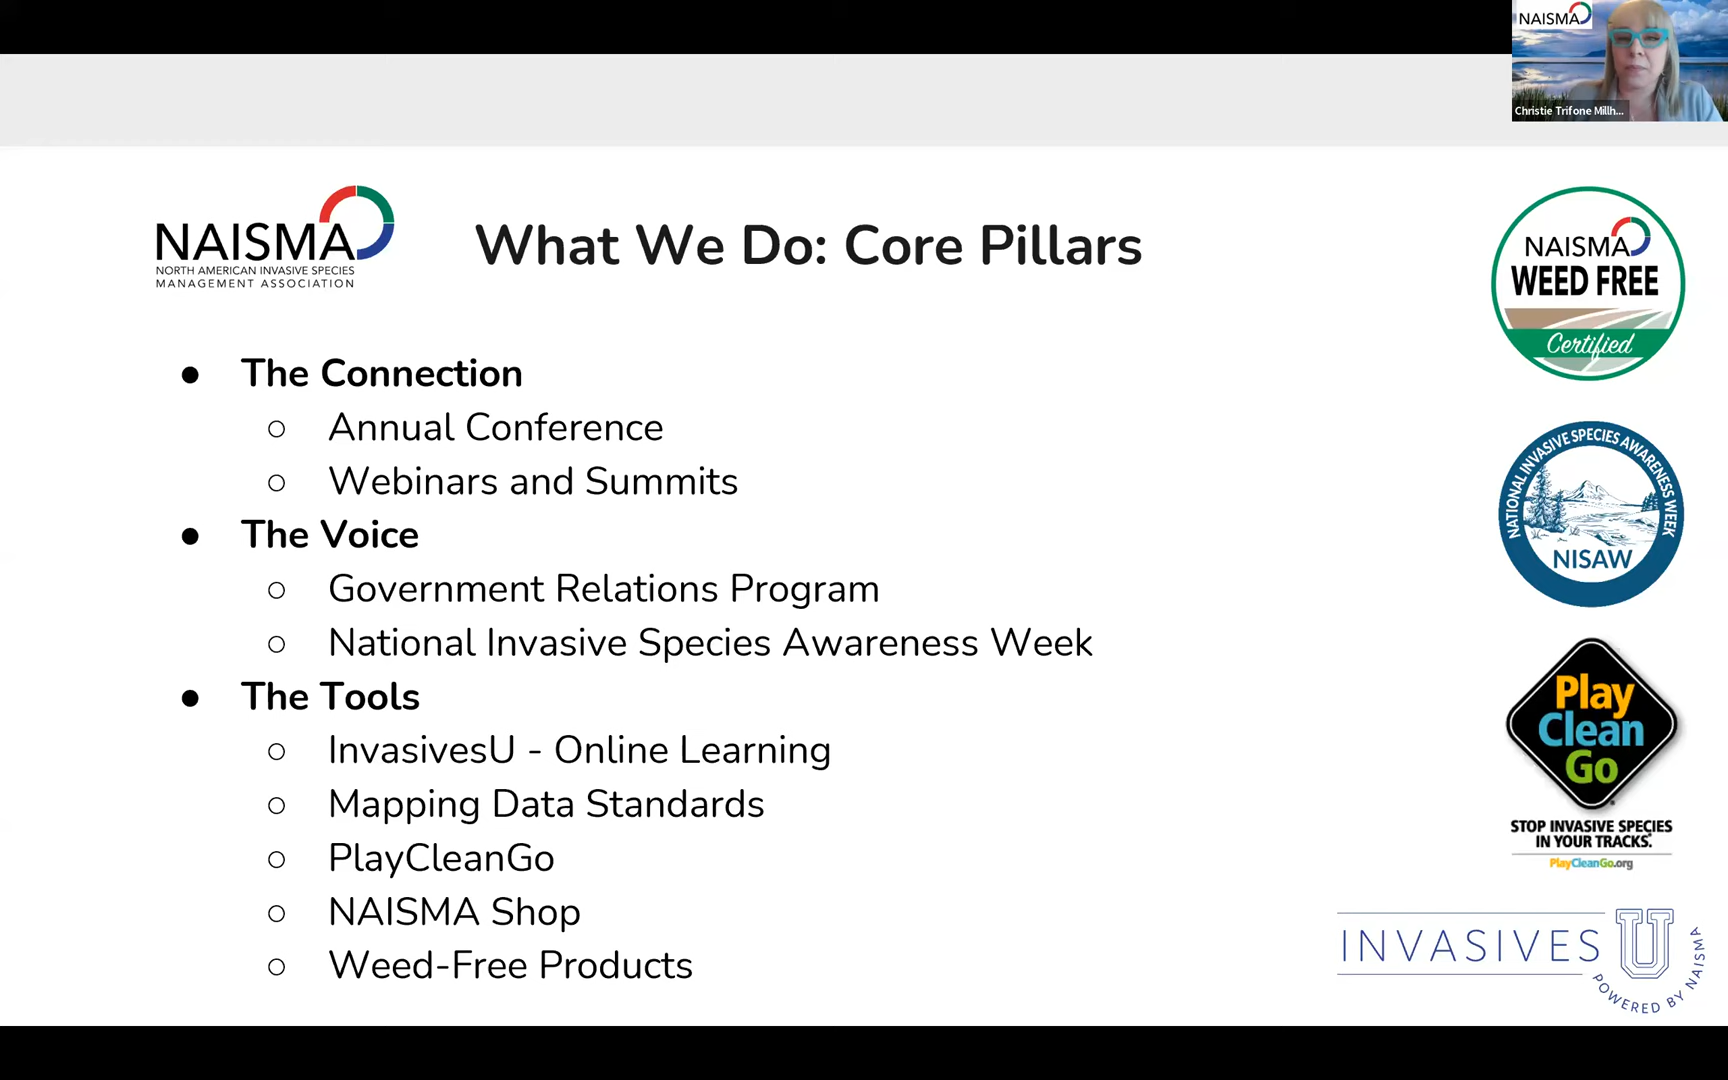 NAISMA
Christie Trifone Millh...
NAISMA
NORTH AMERICAN INVASIVE SPECIES
MANAGEMENT ASSOCIATION
What We Do: Core Pillars
● The Connection
○ Annual Conference
○ Webinars and Summits
● The Voice
○ Government Relations Program
○ National Invasive Species Awareness Week
● The Tools
○ InvasivesU - Online Learning
○ Mapping Data Standards
○ PlayCleanGo
○ NAISMA Shop
○ Weed-Free Products
NAISMA
WEED FREE
Certified
NATIONAL INVASIVE SPECIES AWARENESS WEEK
NISAW
Play
Clean
Go
STOP INVASIVE SPECIES
IN YOUR TRACKS.
PlayCleanGo.org
INVASIVES U
POWERED BY NAISMA